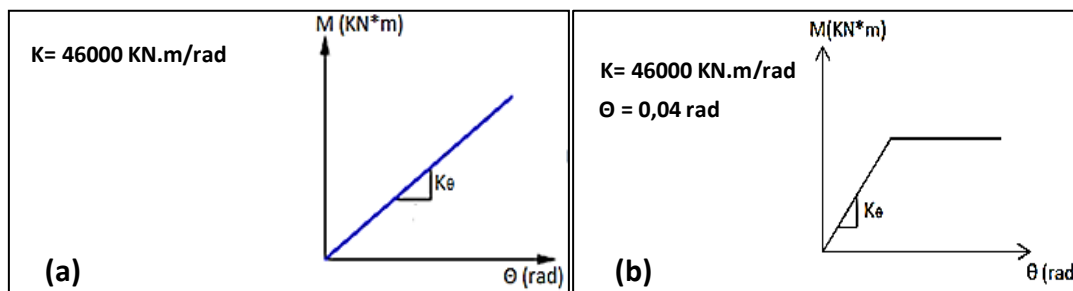 M (KN*m)
K= 46000 KN.m/rad
Kθ
(a)
Θ (rad)
M(KN*m)
K= 46000 KN.m/rad
Θ = 0,04 rad
Kθ
(b)
θ (rad